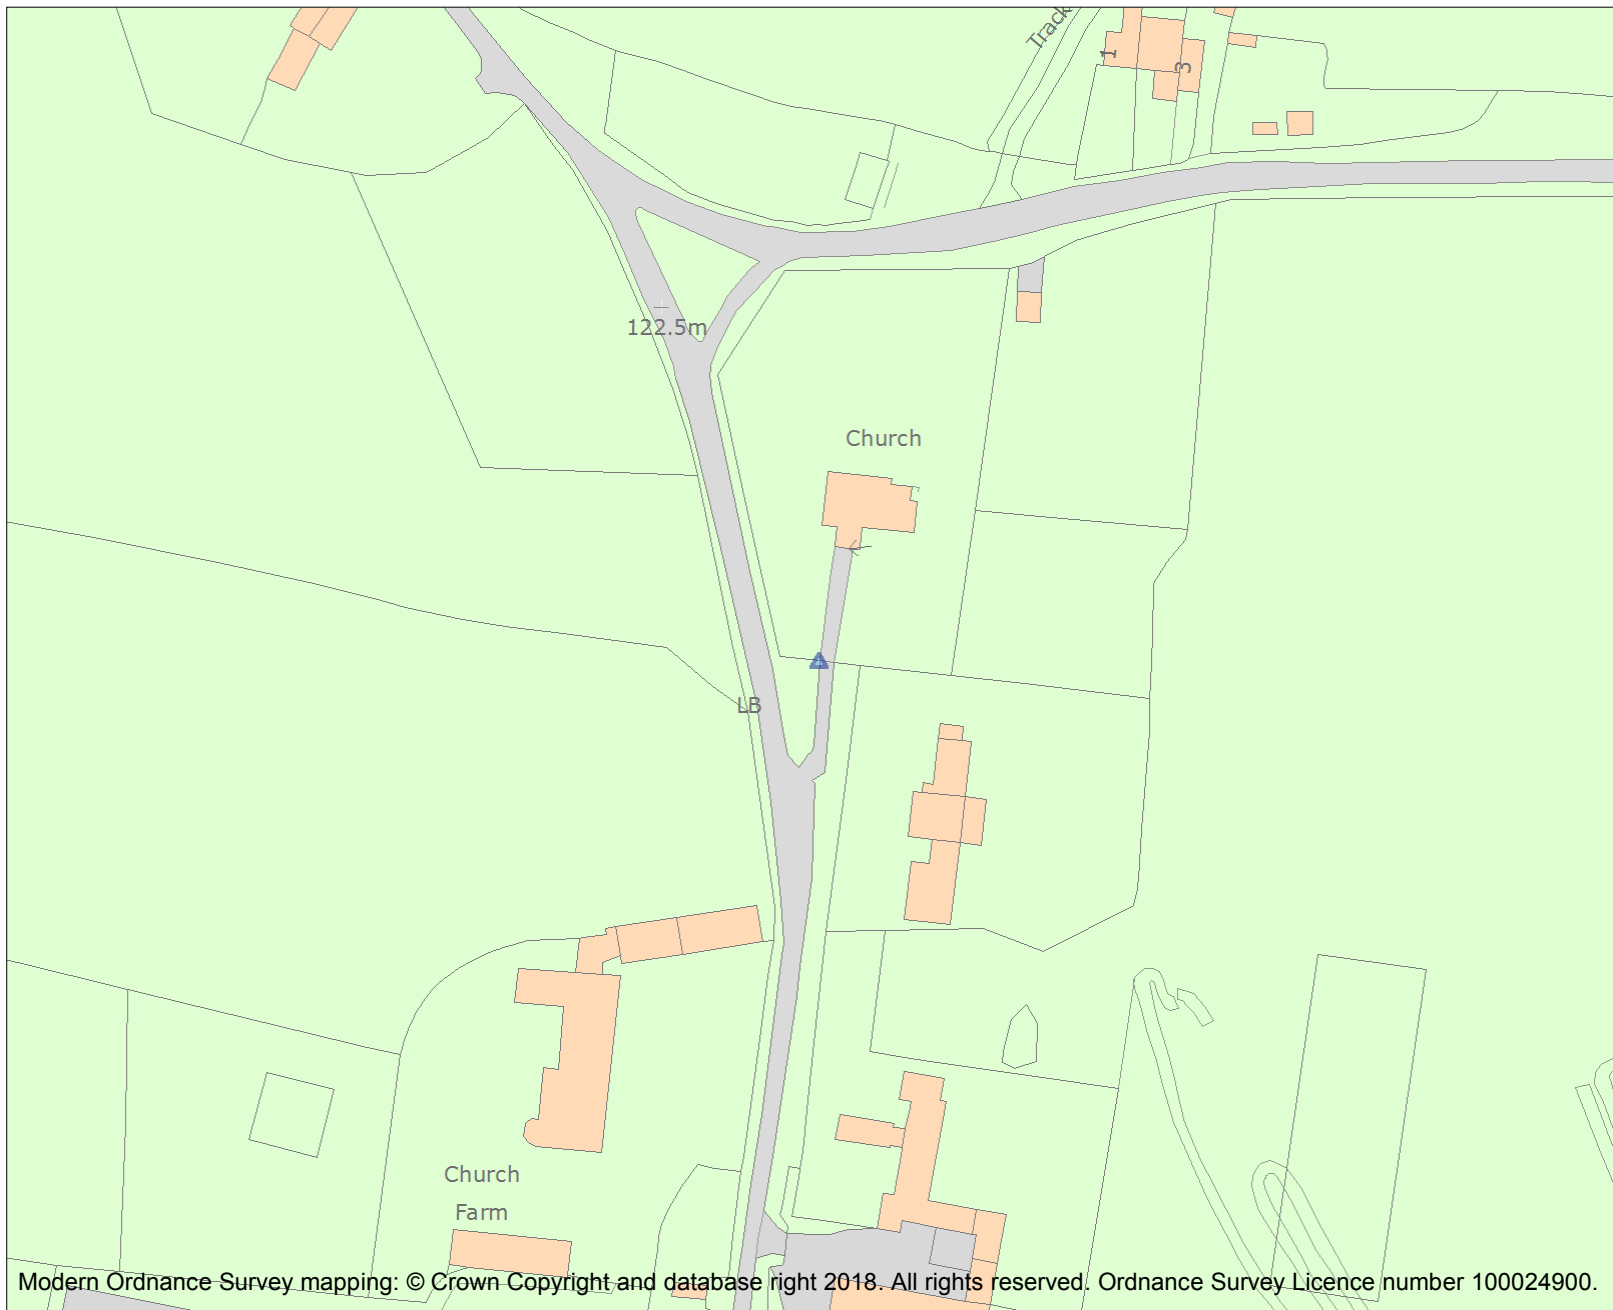 Track
1
3
122.5m
Church
LB
Church
Farm
Modern Ordnance Survey mapping: © Crown Copyright and database right 2018. All rights reserved. Ordnance Survey Licence number 100024900.